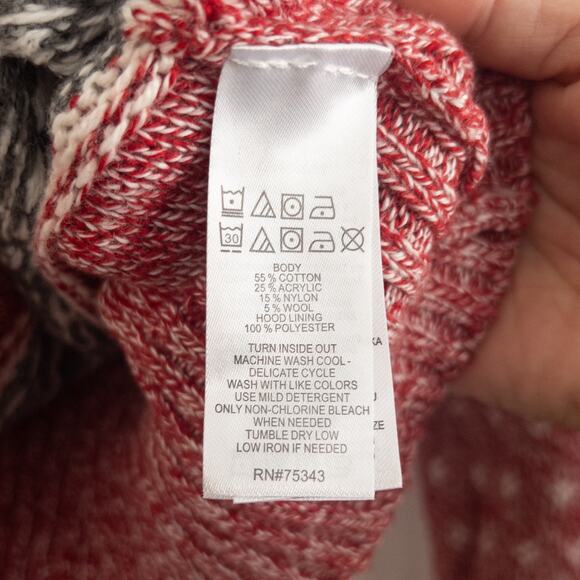 30
BODY
55% COTTON
25% ACRYLIC
15% NYLON
5% WOOL
HOOD LINING
100% POLYESTER
TURN INSIDE OUT
MACHINE WASH COOL-
DELICATE CYCLE
WASH WITH LIKE COLORS
USE MILD DETERGENT
ONLY NON-CHLORINE BLEACH
WHEN NEEDED
TUMBLE DRY LOW
LOW IRON IF NEEDED
RN#75343